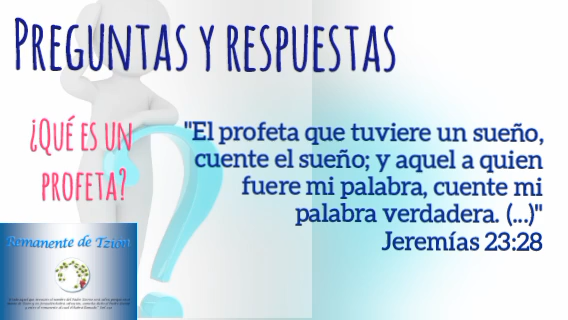 Preguntas y respuestas
¿Qué es un
profeta?
"El profeta que tuviere un sueño,
cuente el sueño; y aquel a quien
fuere mi palabra, cuente mi
palabra verdadera. (...)"
Jeremías 23:28
Remanente de Tzión